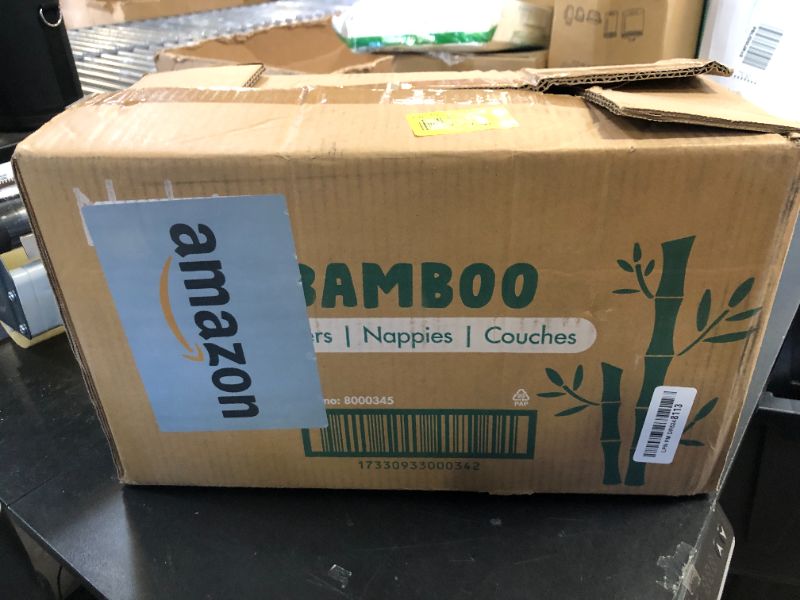 amazon
BAMBOO
ers | Nappies | Couches
no: 8000345
PAP
17330933000342